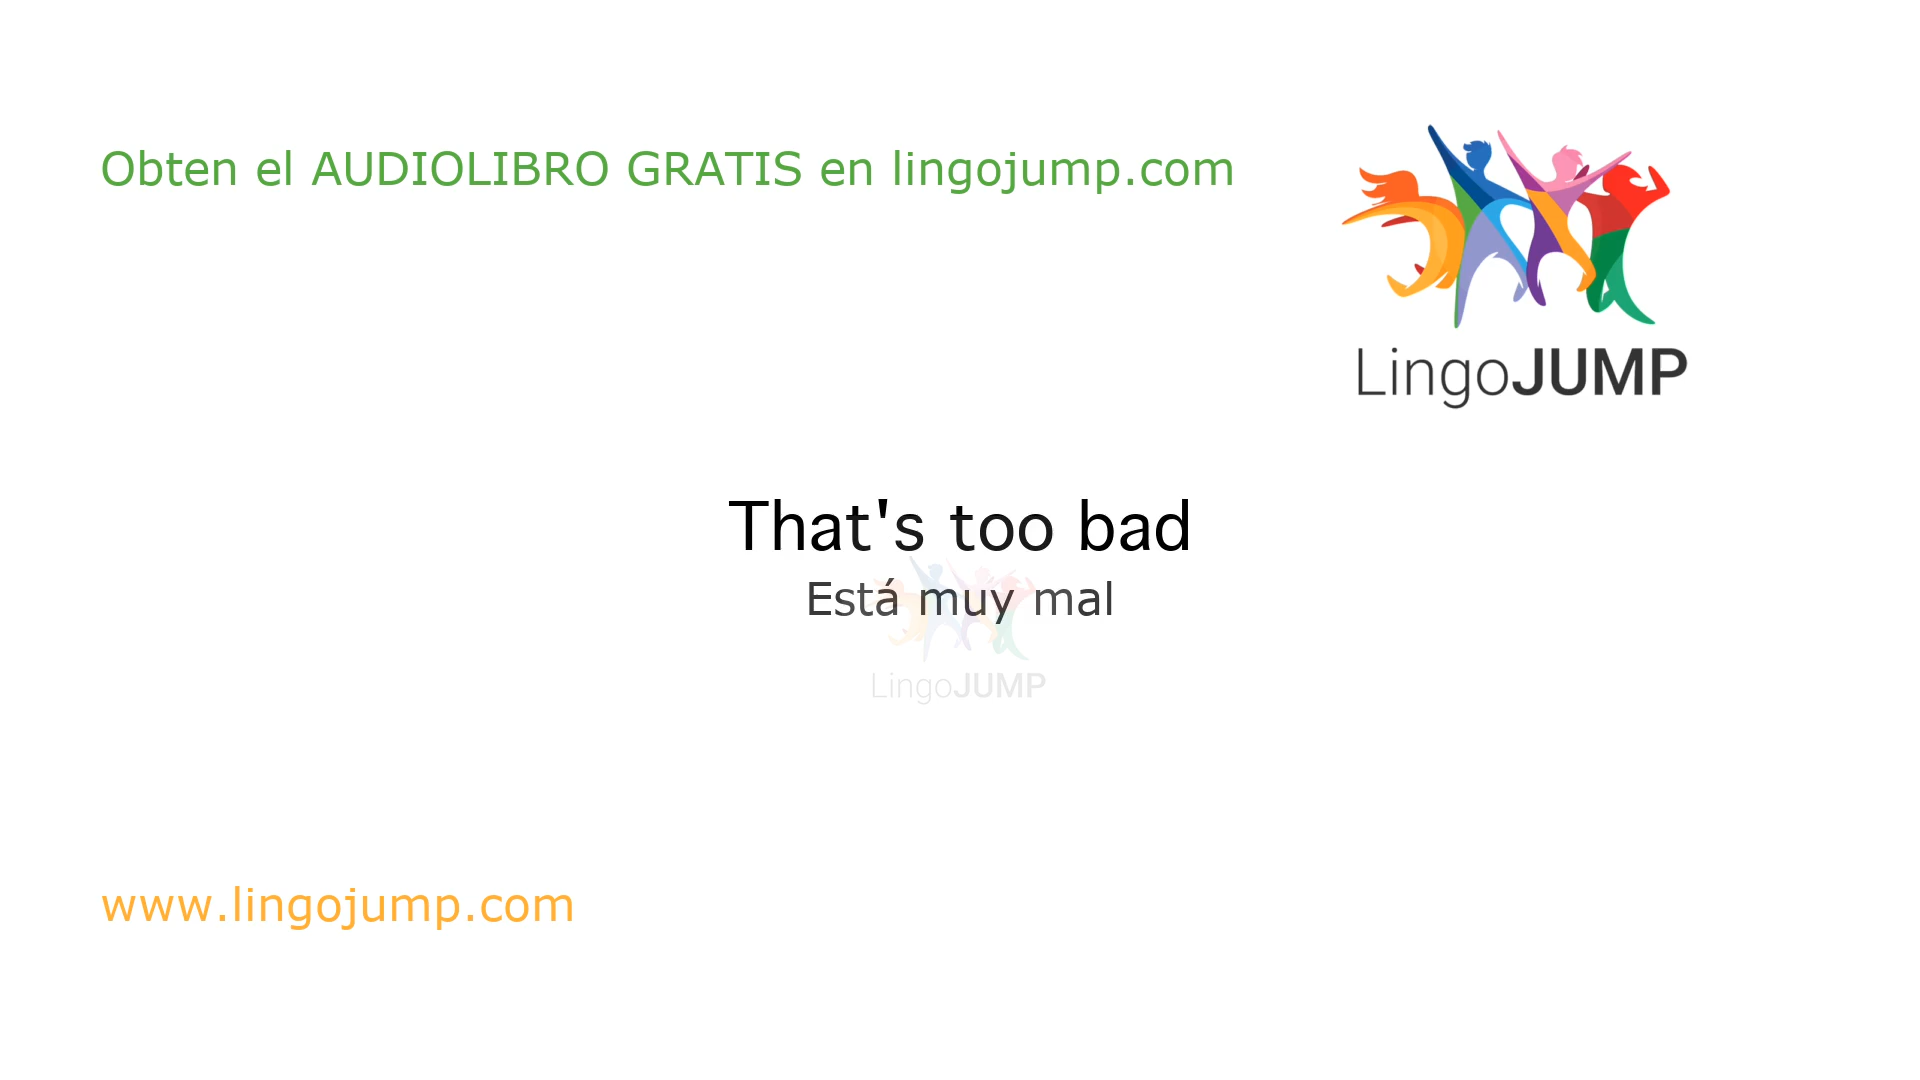 Obten el AUDIOLIBRO GRATIS en lingojump.com
LingoJUMP
That's too bad
Está muy mal
LingoJUMP
www.lingojump.com